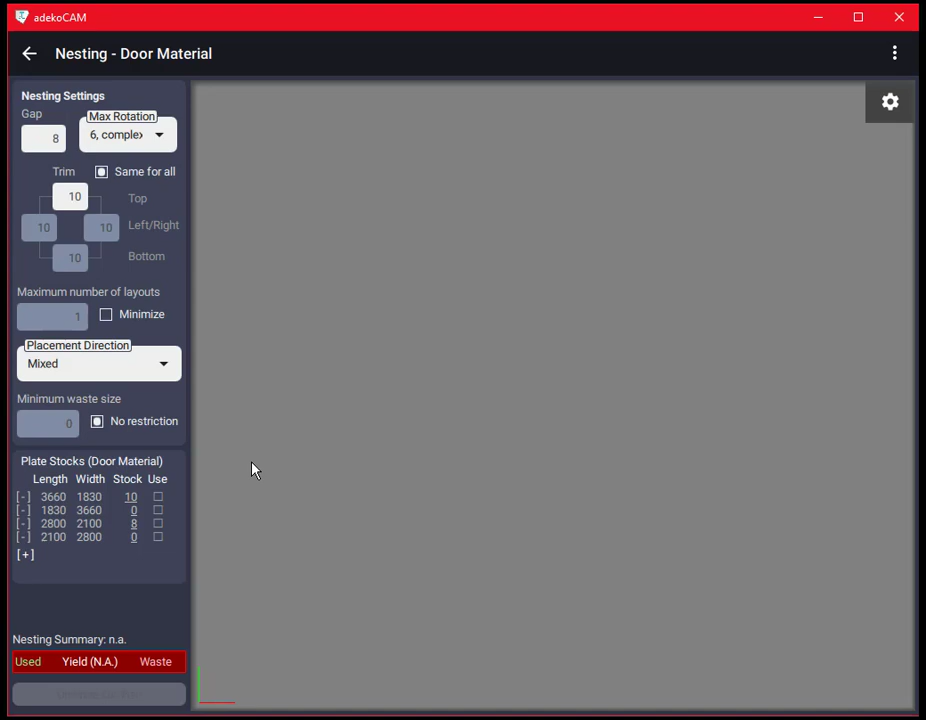 adekoCAM
Nesting - Door Material
Nesting Settings
Gap
Max Rotation
8
6, complex
Trim
Same for all
10
Top
10
10
Left/Right
10
Bottom
Maximum number of layouts
1
Minimize
Placement Direction
Mixed
Minimum waste size
0
No restriction
Plate Stocks (Door Material)
Length Width Stock Use
[-] 3660 1830 10
[-] 1830 3660 0
[-] 2800 2100 8
[-] 2100 2800 0
[+]
Nesting Summary: n.a.
Used Yield (N.A.) Waste